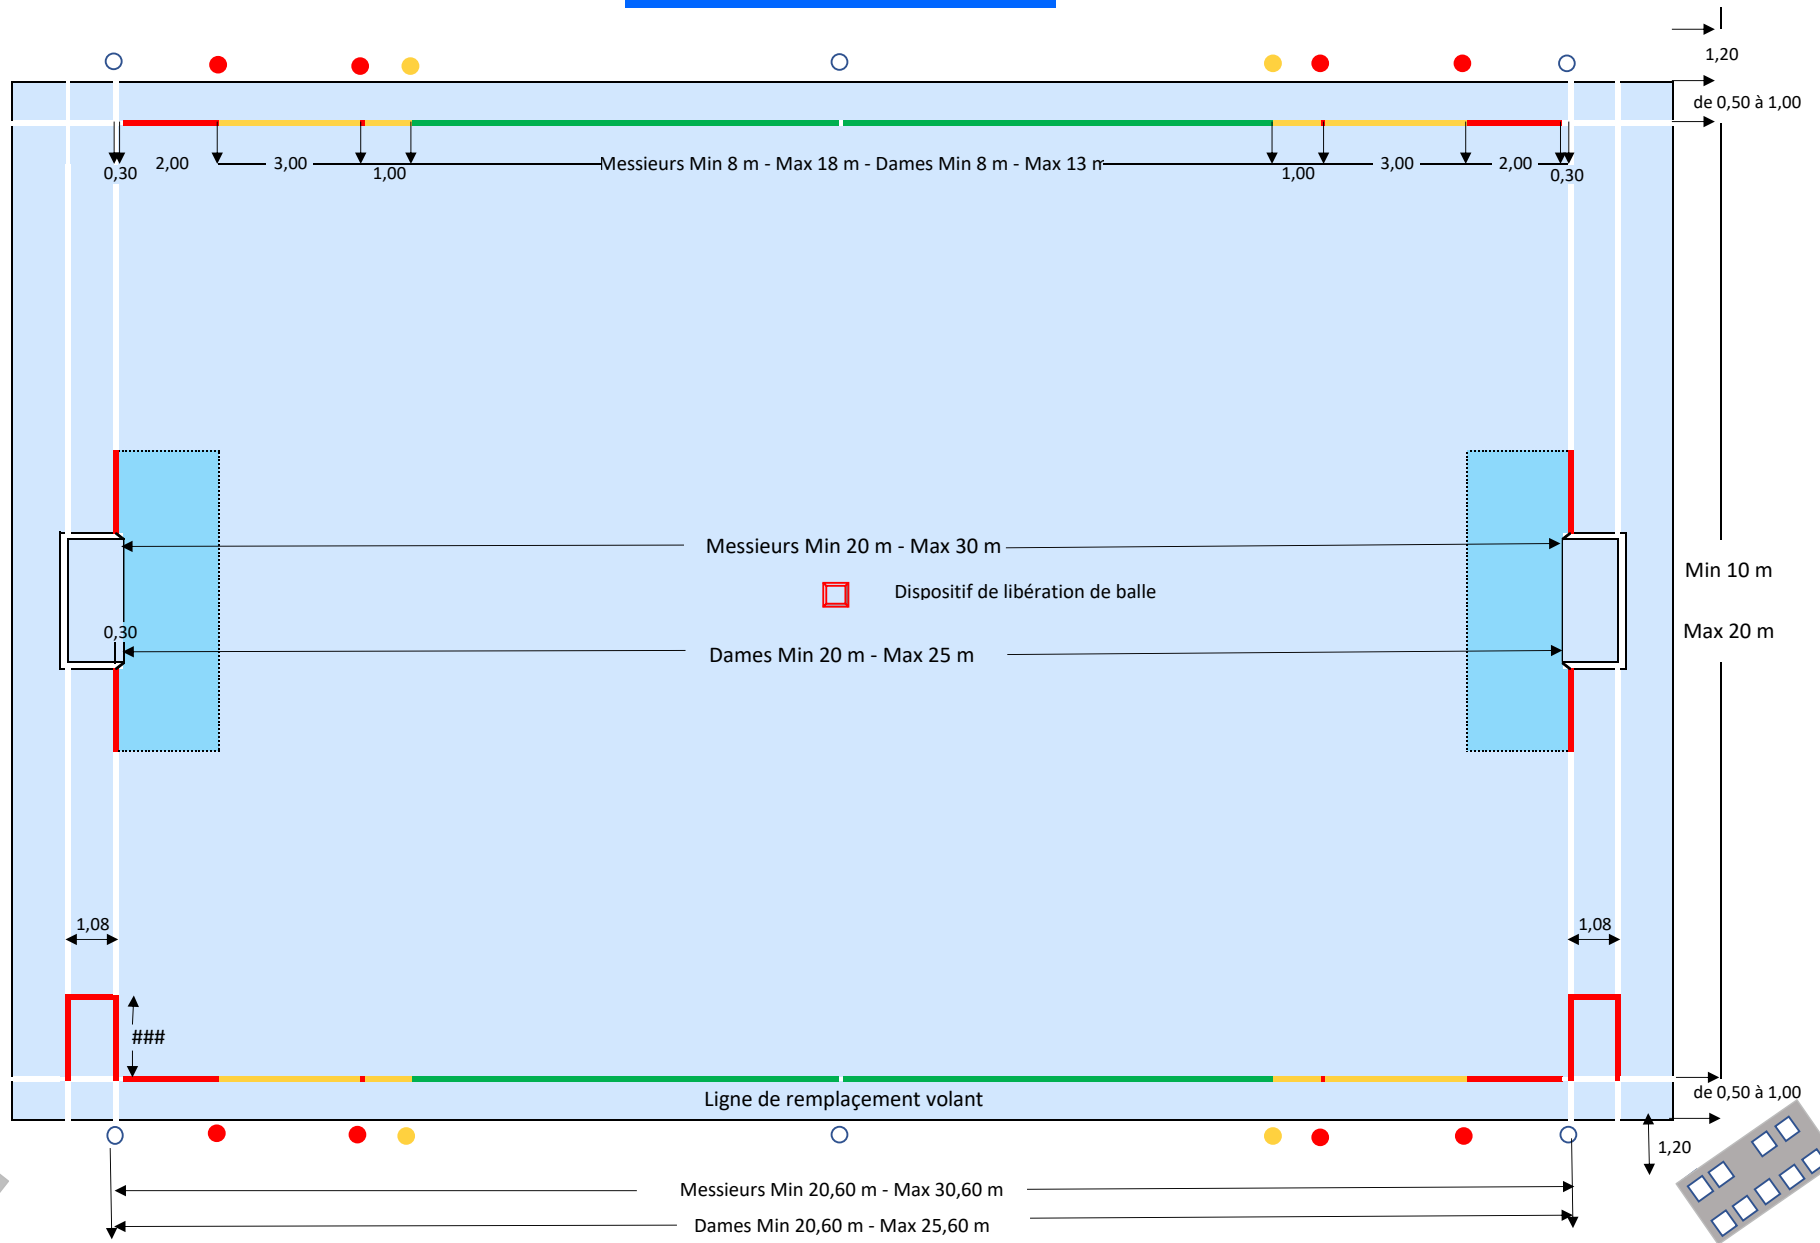 1,20
de 0,50 à 1,00
0,30
2,00
3,00
1,00
Messieurs Min 8 m - Max 18 m - Dames Min 8 m - Max 13 m
1,00
3,00
2,00
0,30
Messieurs Min 20 m - Max 30 m
Min 10 m
Dispositif de libération de balle
0,30
Max 20 m
Dames Min 20 m - Max 25 m
1,08
1,08
###
de 0,50 à 1,00
Ligne de remplaçement volant
1,20
Messieurs Min 20,60 m - Max 30,60 m
Dames Min 20,60 m - Max 25,60 m